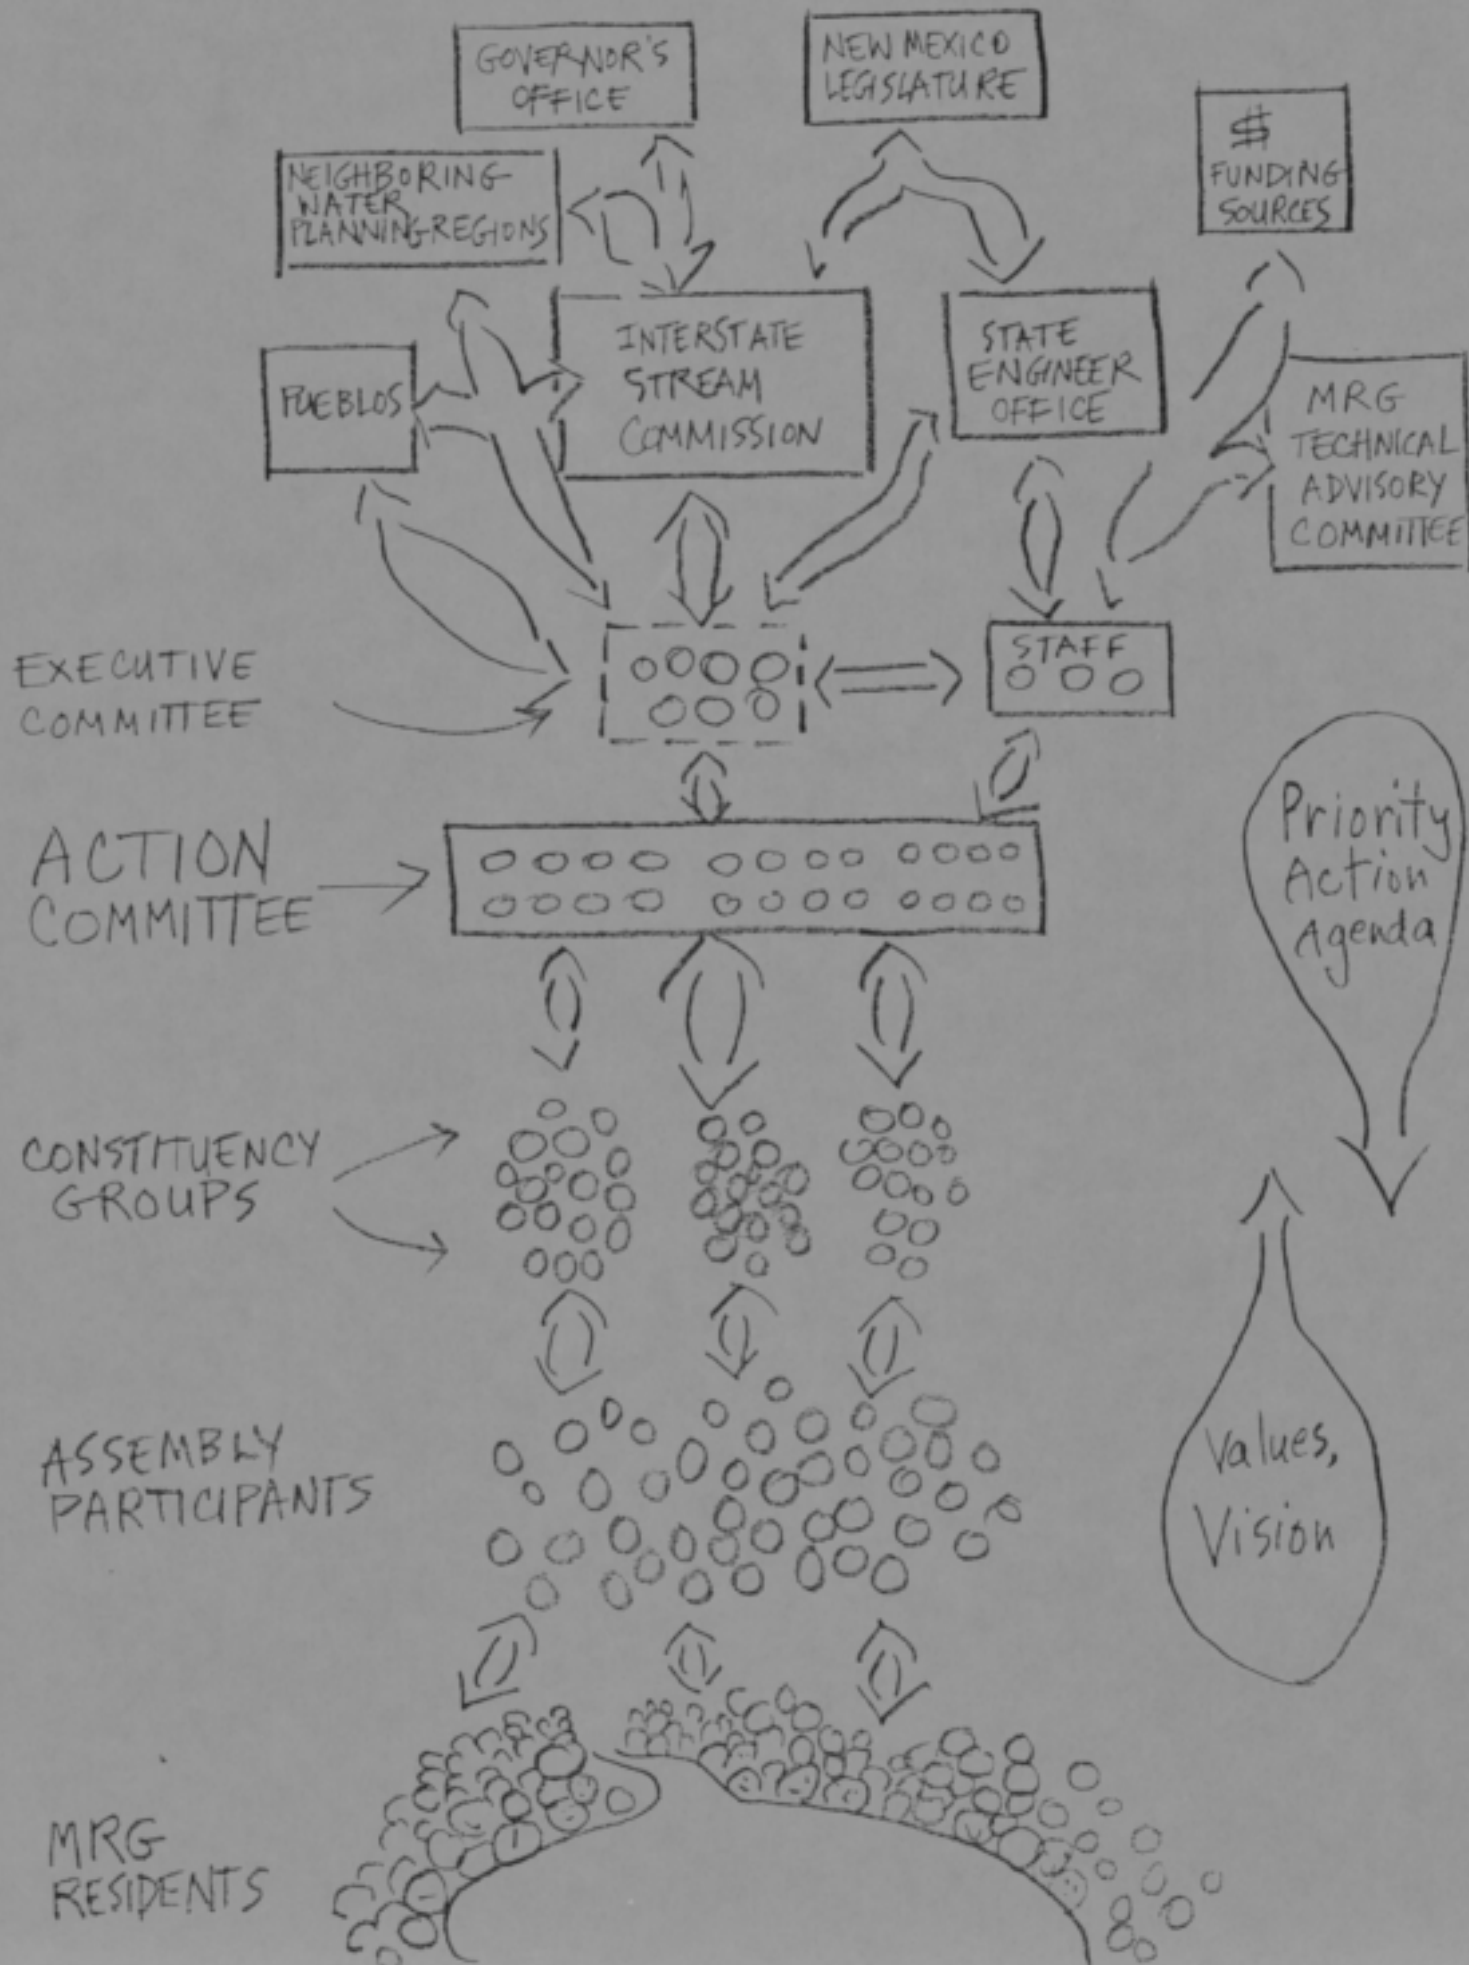 GOVERNOR'S
OFFICE
NEW MEXICO
LEGISLATURE
$
FUNDING
SOURCES
NEIGHBORING
WATER
PLANNING REGIONS
INTERSTATE
STREAM
COMMISSION
STATE
ENGINEER
OFFICE
PUEBLOS
MRG
TECHNICAL
ADVISORY
COMMITTEE
EXECUTIVE
COMMITTEE
STAFF
ACTION
COMMITTEE
Priority
Action
Agenda
CONSTITUENCY
GROUPS
ASSEMBLY
PARTICIPANTS
Values,
Vision
MRG
RESIDENTS